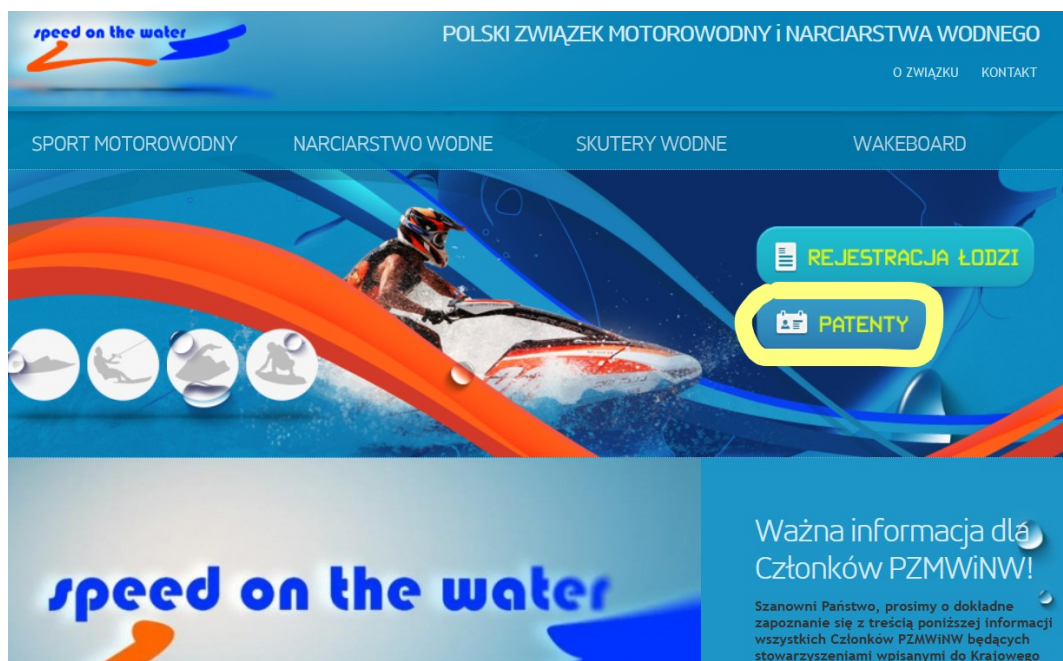 speed on the water
POLSKI ZWIĄZEK MOTOROWODNY i NARCIARSTWA WODNEGO
O ZWIĄZKU KONTAKT
SPORT MOTOROWODNY NARCIARSTWO WODNE SKUTERY WODNE WAKEBOARD
REJESTRACJA ŁODZI
PATENTY
speed on the water
Ważna informacja dla
Członków PZMWiNW!
Szanowni Państwo, prosimy o dokładne
zapoznanie się z treścią poniższej informacji
wszystkich Członków PZMWiNW będących
stowarzyszeniami wpisanymi do Krajowego